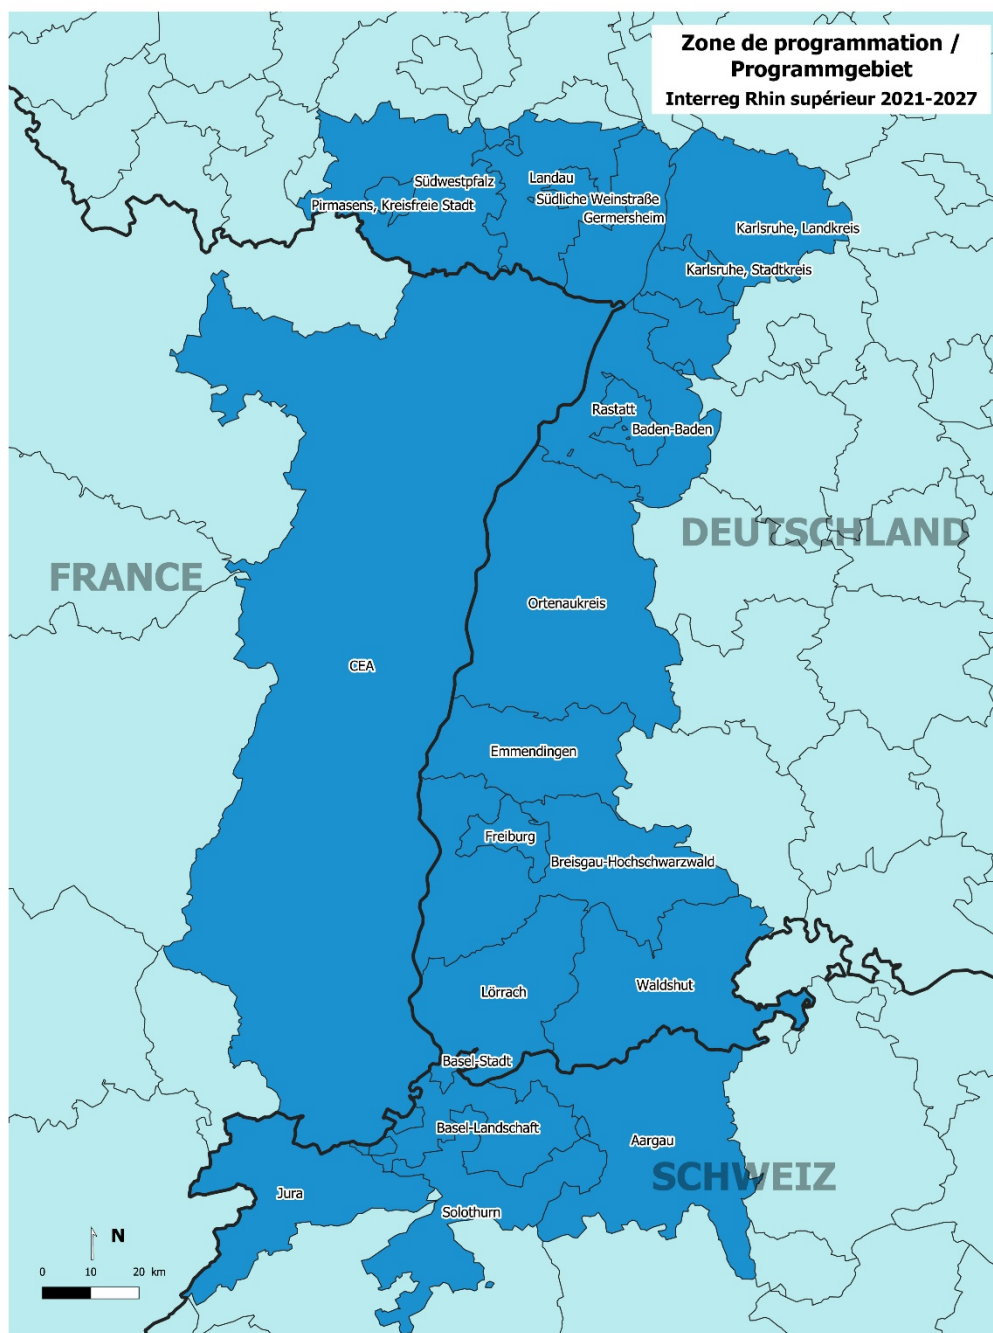 Zone de programmation /
Programmgebiet
Interreg Rhin supérieur 2021-2027
Südwestpfalz
Landau
Pirmasens, Kreisfreie Stadt
Südliche Weinstraße
Germersheim
Karlsruhe, Landkreis
Karlsruhe, Stadtkreis
Rastatt
Baden-Baden
DEUTSCHLAND
FRANCE
Ortenaukreis
CEA
Emmendingen
Freiburg
Breisgau-Hochschwarzwald
Lörrach
Waldshut
Basel-Stadt
Basel-Landschaft
Aargau
SCHWEIZ
Jura
Solothurn
N
0 10 20 km